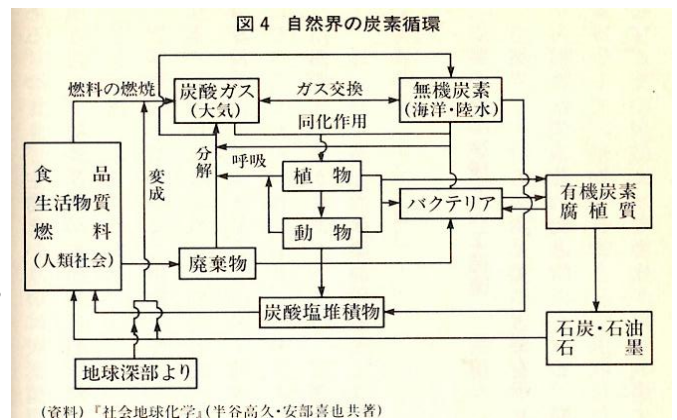 図4 自然界の炭素循環
燃料の燃焼
炭酸ガス
(大気)
ガス交換
無機炭素
(海洋・陸水)
同化作用
分解
呼吸
変成
食品
生活物質
燃料
(人類社会)
植物
動物
バクテリア
有機炭素
腐植質
廃棄物
炭酸塩堆積物
石炭・石油
石墨
地球深部より
(資料)『社会地球化学』(半谷高久・安部喜也共著)